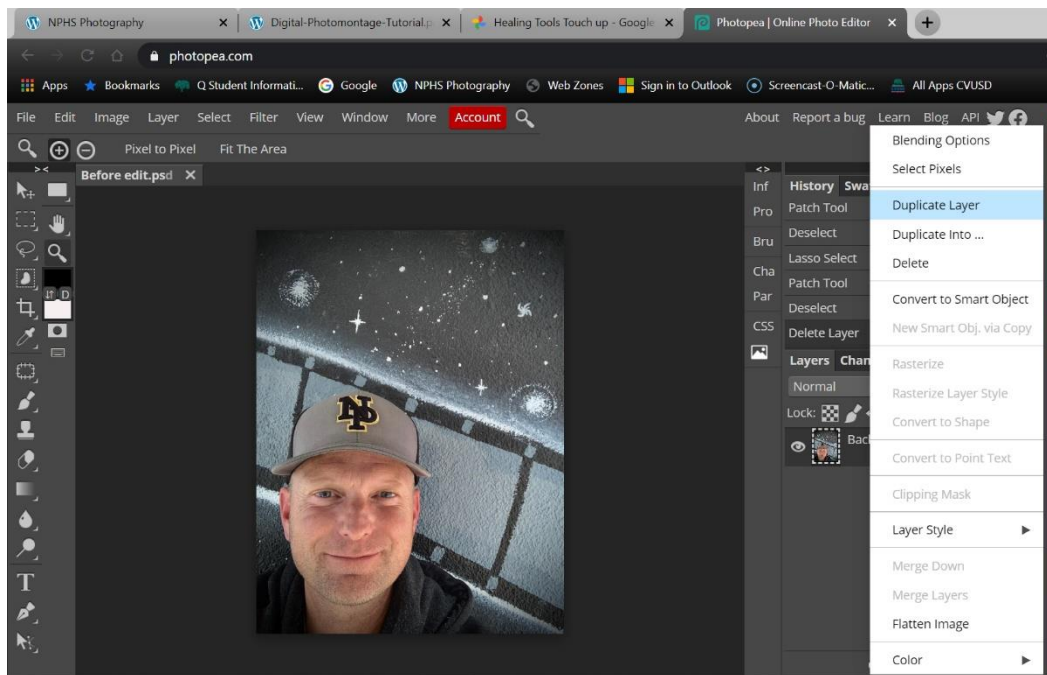 NPHS Photography
Digital-Photomontage-Tutorial.p
Healing Tools Touch up - Google
Photopea | Online Photo Editor
photopea.com
Apps Bookmarks Q Student Informati... Google NPHS Photography Web Zones Sign in to Outlook Screencast-O-Matic... All Apps CVUSD
File Edit Image Layer Select Filter View Window More Account About Report a bug Learn Blog API
Pixel to Pixel Fit The Area
Before edit.psd
D
T
NP
<>
Inf
Pro
Bru
Cha
Par
CSS
History Swa
Patch Tool
Deselect
Lasso Select
Patch Tool
Deselect
Delete Layer
Layers Chan
Normal
Lock:
Bac
Blending Options
Select Pixels
Duplicate Layer
Duplicate Into ...
Delete
Convert to Smart Object
New Smart Obj. via Copy
Rasterize
Rasterize Layer Style
Convert to Shape
Convert to Point Text
Clipping Mask
Layer Style
Merge Down
Merge Layers
Flatten Image
Color